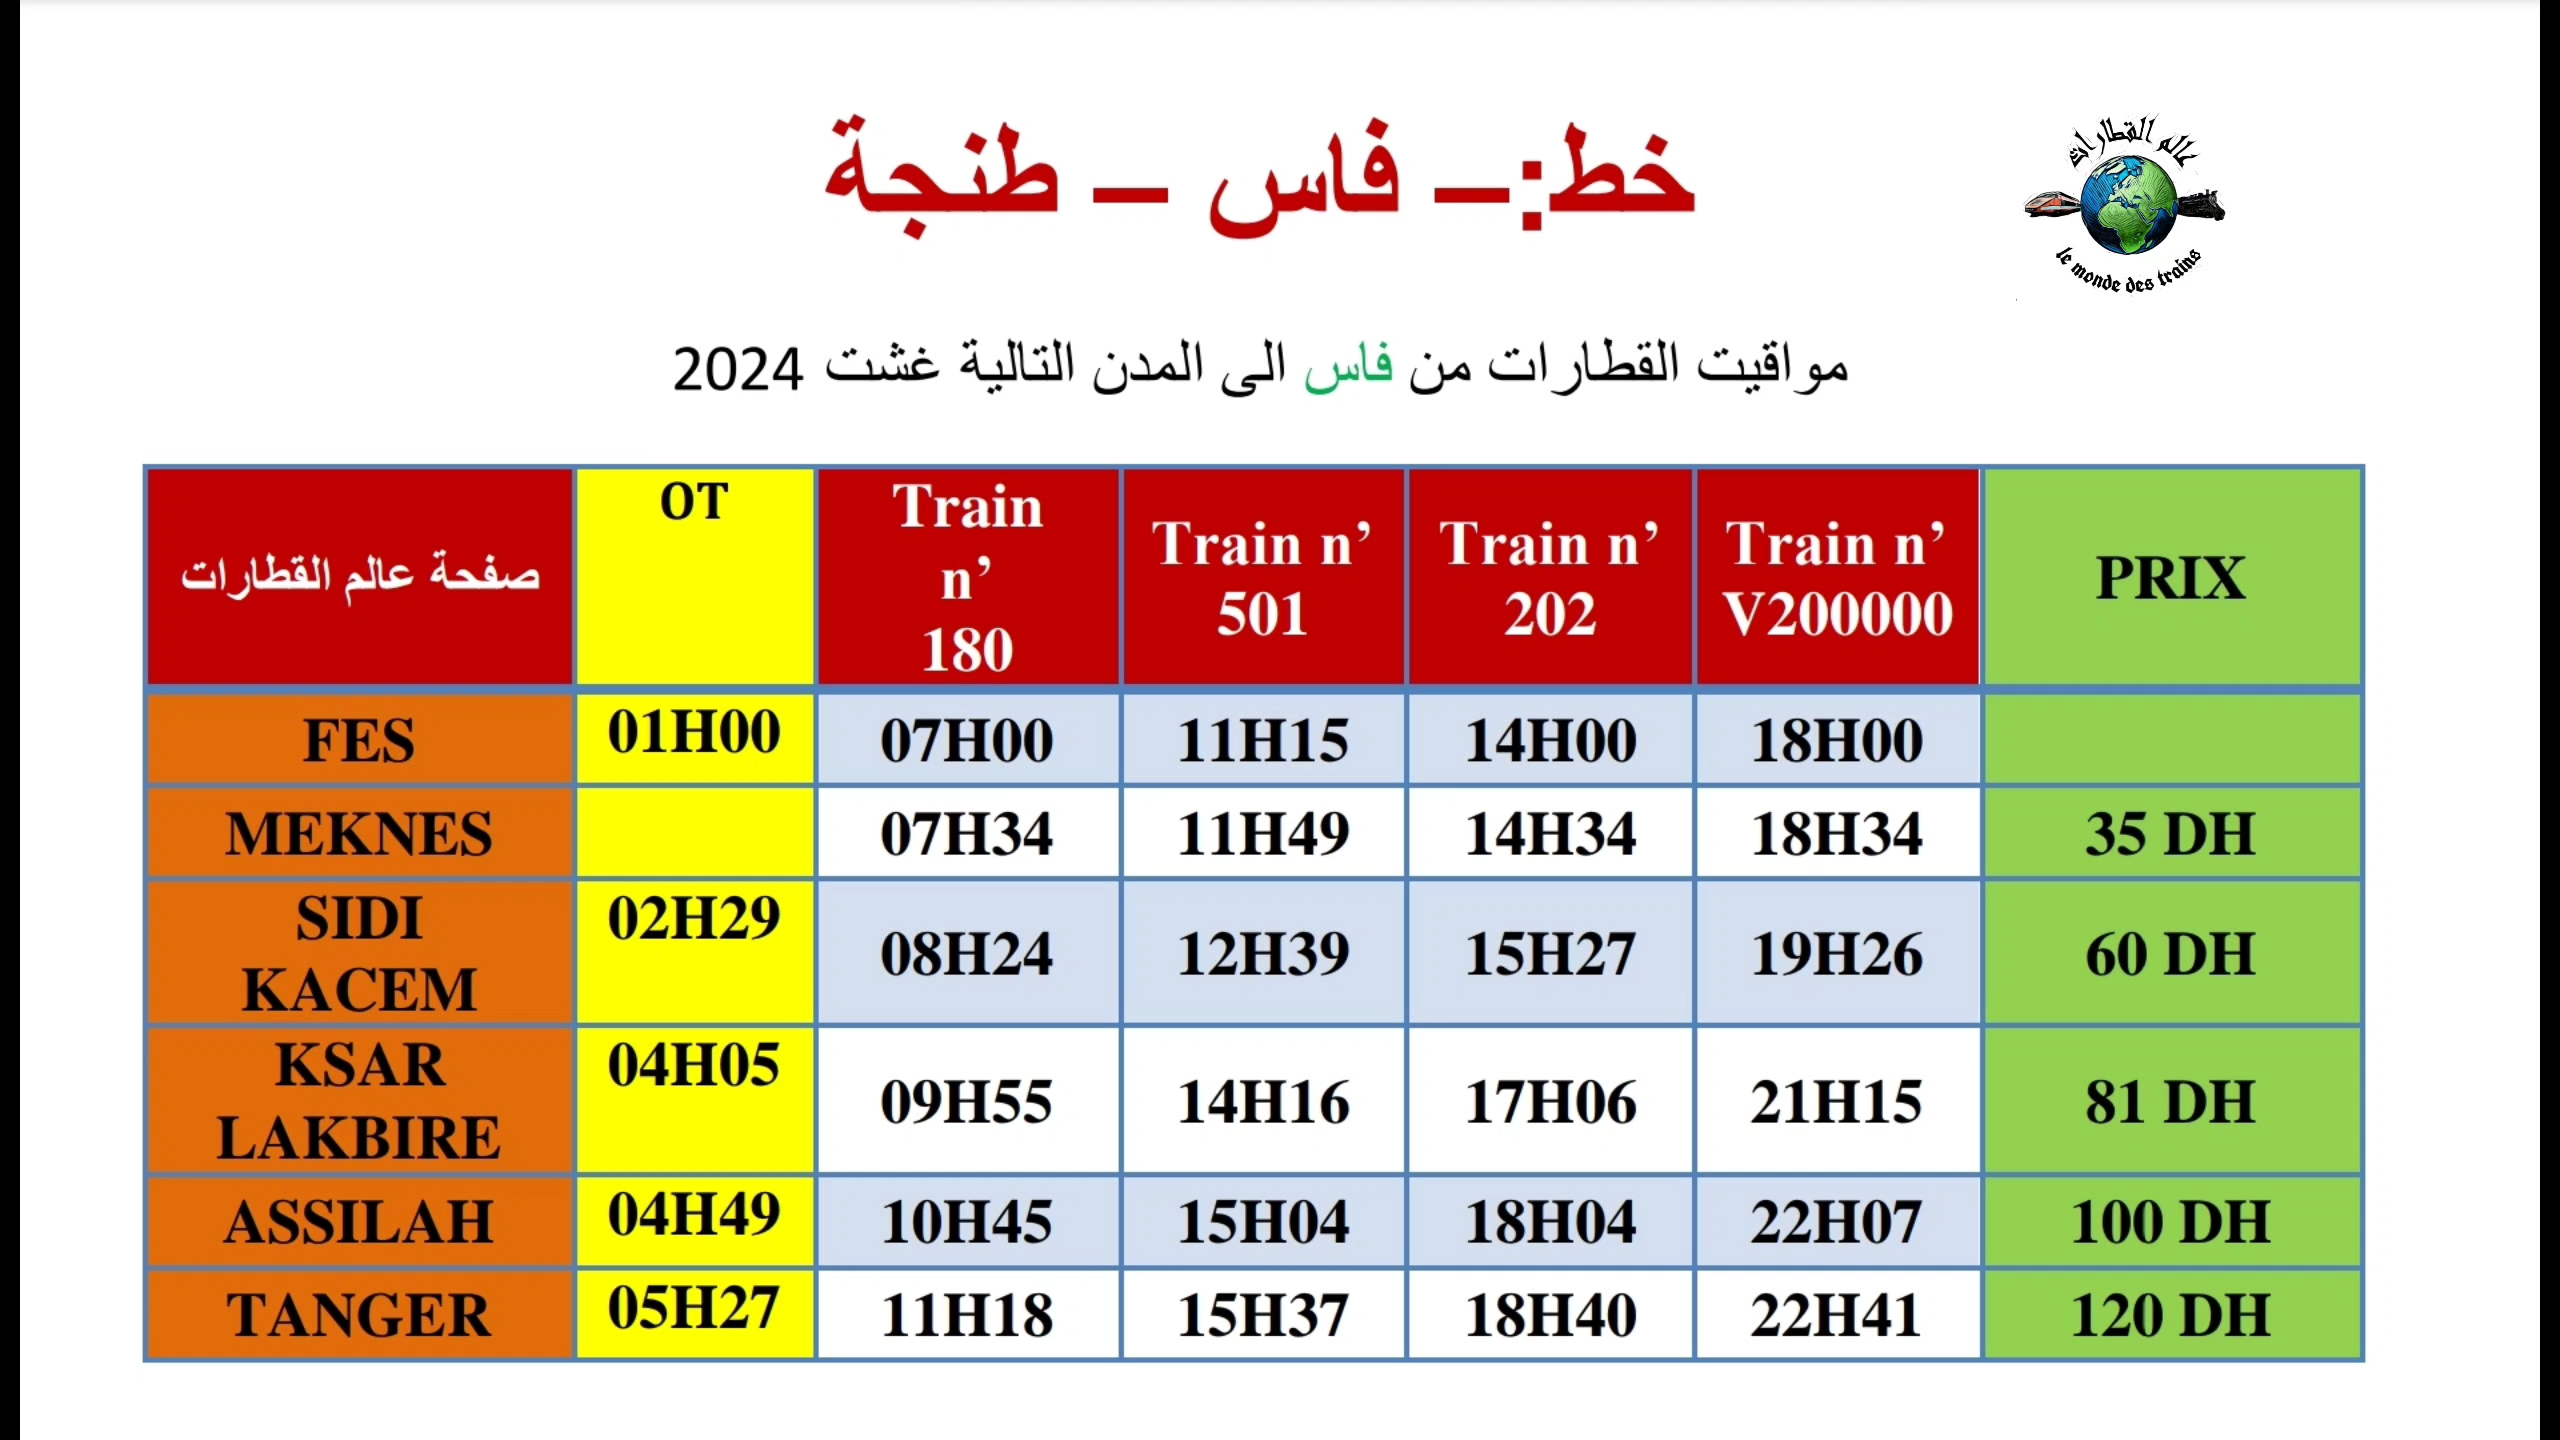 خط:– فاس – طنجة
عالم القطارات
le monde des trains
مواقيت القطارات من فاس الى المدن التالية غشت 2024
صفحة عالم القطارات OT Train n’ 180 Train n’ 501 Train n’ 202 Train n’ V200000 PRIX
FES 01H00 07H00 11H15 14H00 18H00
MEKNES 07H34 11H49 14H34 18H34 35 DH
SIDI KACEM 02H29 08H24 12H39 15H27 19H26 60 DH
KSAR LAKBIRE 04H05 09H55 14H16 17H06 21H15 81 DH
ASSILAH 04H49 10H45 15H04 18H04 22H07 100 DH
TANGER 05H27 11H18 15H37 18H40 22H41 120 DH